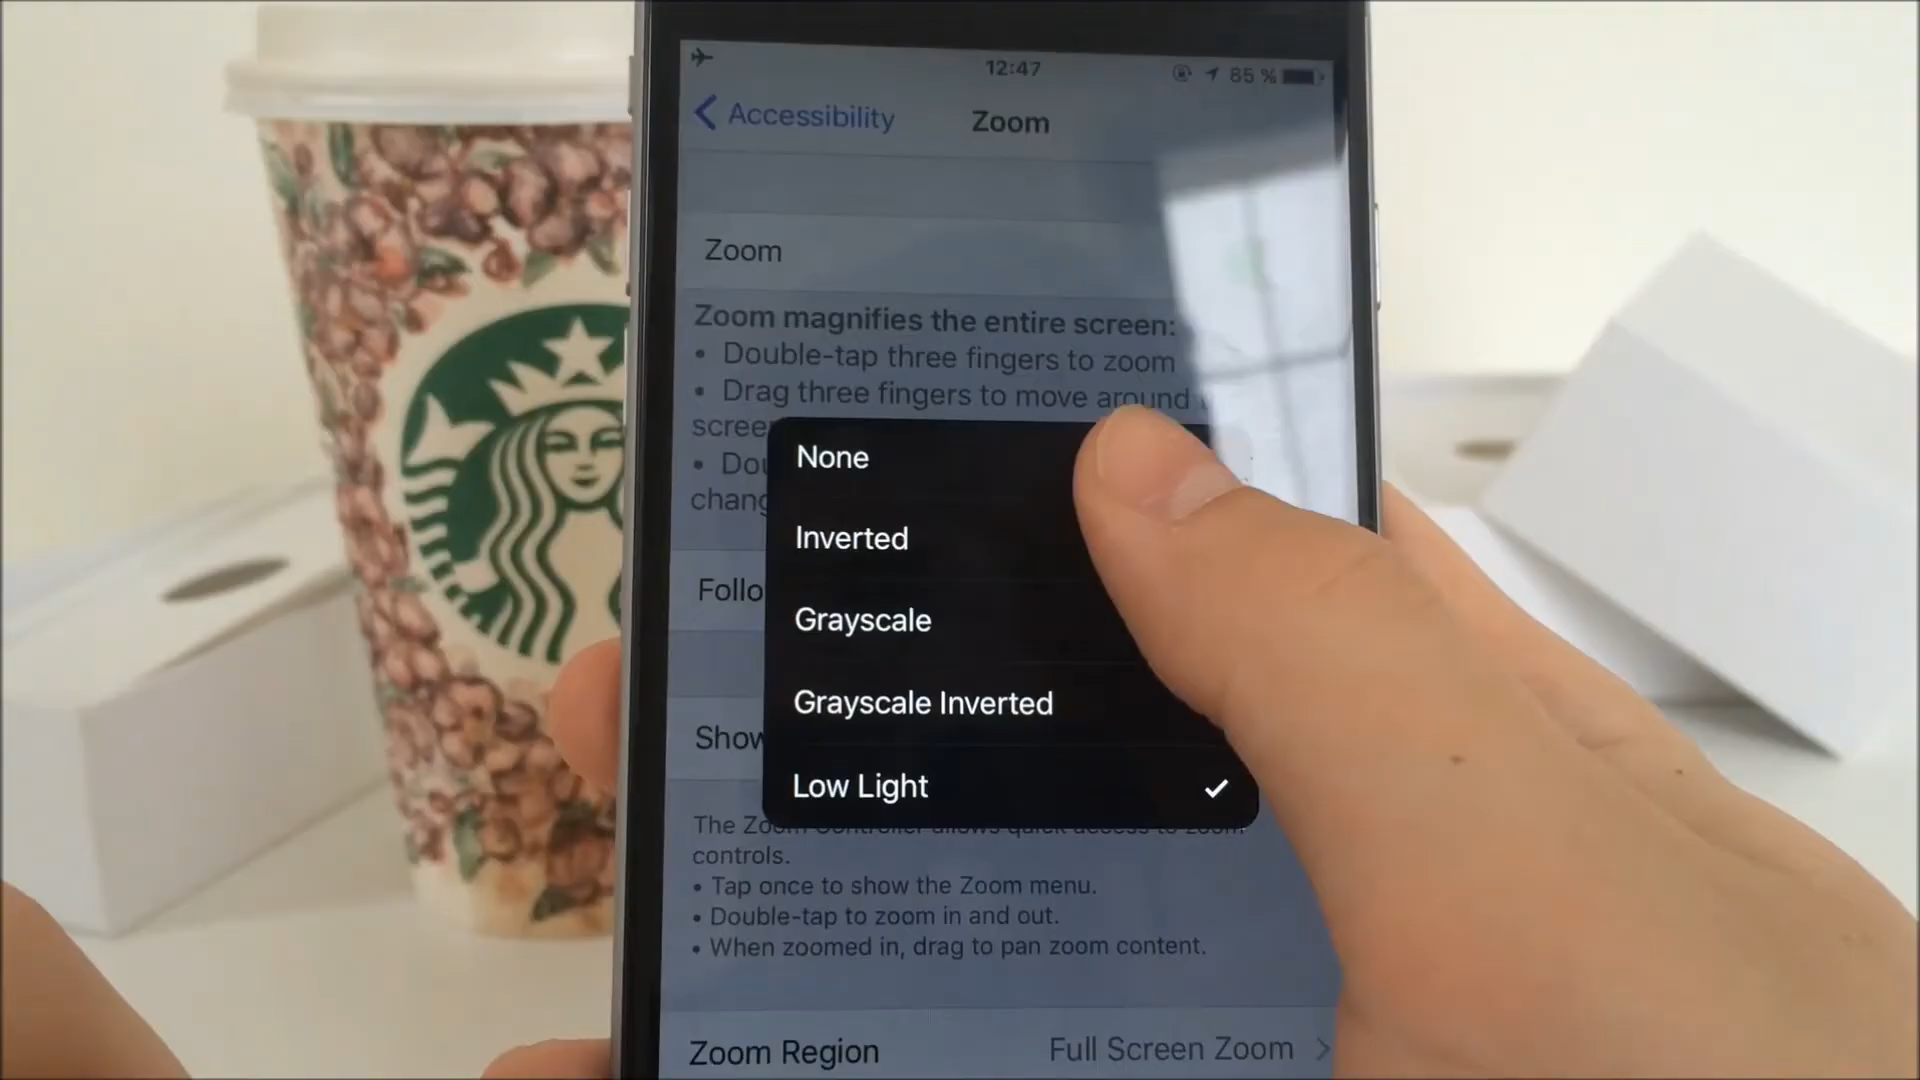 12:47
85 %
Accessibility
Zoom
Zoom
Zoom magnifies the entire screen:
• Double-tap three fingers to zoom
• Drag three fingers to move around
scree
• Dou
chang
None
Inverted
Grayscale
Grayscale Inverted
Low Light
Follo
Show
The Zoom Controller allows quick access to zoom
controls.
• Tap once to show the Zoom menu.
• Double-tap to zoom in and out.
• When zoomed in, drag to pan zoom content.
Zoom Region
Full Screen Zoom